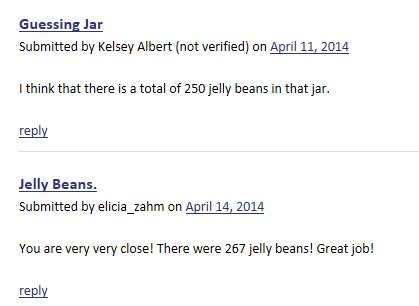 Guessing Jar
Submitted by Kelsey Albert (not verified) on April 11, 2014
I think that there is a total of 250 jelly beans in that jar.
reply
Jelly Beans.
Submitted by elicia_zahm on April 14, 2014
You are very very close! There were 267 jelly beans! Great job!
reply